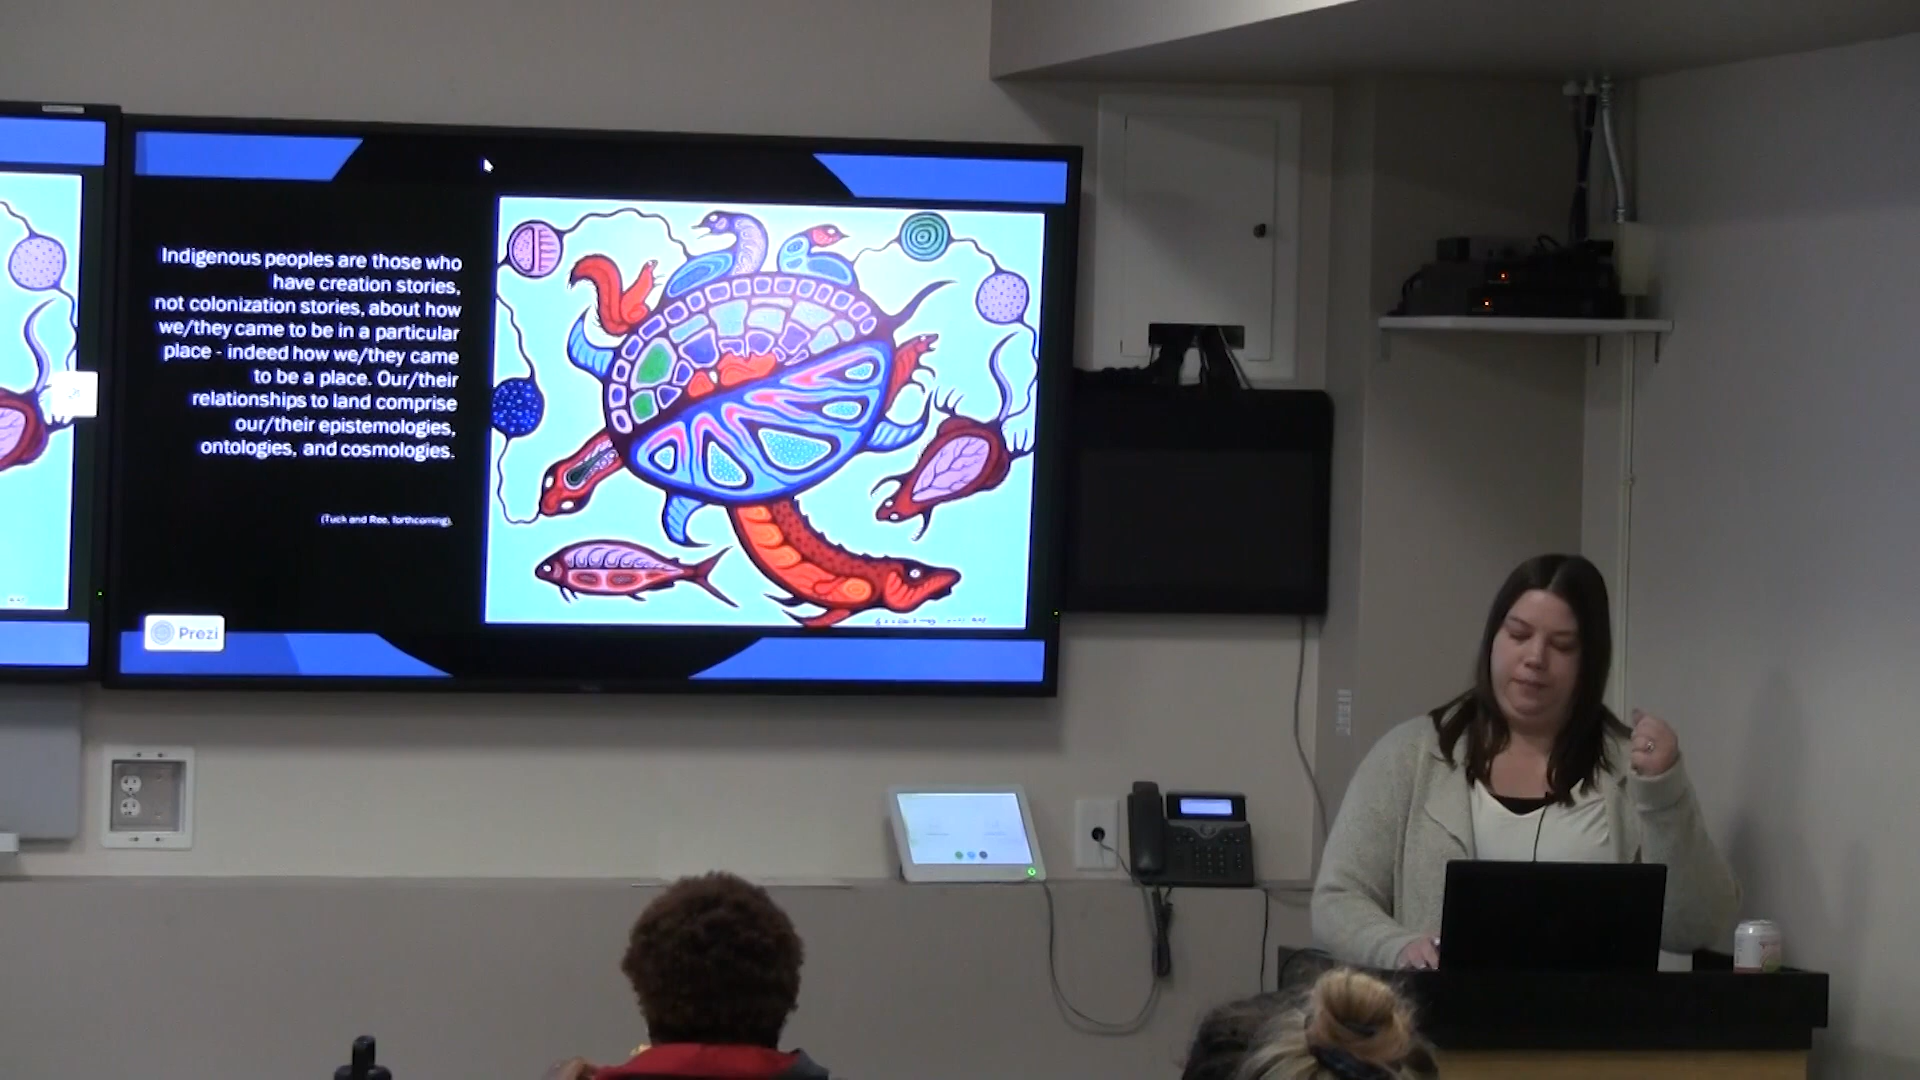 Indigenous peoples are those who
have creation stories,
not colonization stories, about how
we/they came to be in a particular
place - indeed how we/they came
to be a place. Our/their
relationships to land comprise
our/their epistemologies,
ontologies, and cosmologies.
(Tuck and Ree, forthcoming).
Prezi